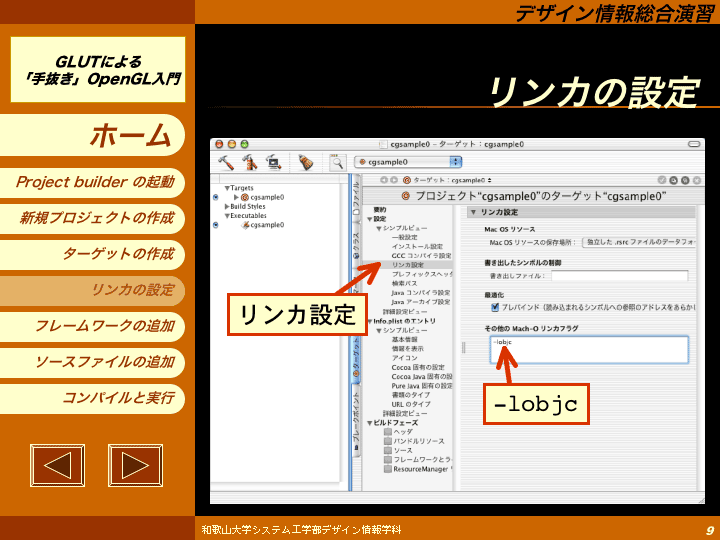 デザイン情報総合演習
GLUTによる
「手抜き」OpenGL入門
リンカの設定
ホーム
Project builder の起動
新規プロジェクトの作成
ターゲットの作成
リンカの設定
フレームワークの追加
ソースファイルの追加
コンパイルと実行
cgsample0 – ターゲット：cgsample0
cgsample0
ターゲット：cgsample0
プロジェクト“cgsample0”のターゲット“cgsample0”
Targets
cgsample0
Build Styles
Executables
cgsample0
ファイル
クラス
ターゲット
ブレークポイント
要約
設定
シンプルビュー
一般設定
インストール設定
GCC コンパイラ設定
リンカ設定
プレフィックスヘッダ
検索パス
Java コンパイラ設定
Java アーカイブ設定
詳細設定ビュー
Info.plist のエントリ
シンプルビュー
基本情報
情報を表示
アイコン
Cocoa 固有の設定
Cocoa Java 固有の設
Pure Java 固有の設定
書類のタイプ
URL のタイプ
詳細設定ビュー
ビルドフェーズ
ヘッダ
バンドルリソース
ソース
フレームワークとラ
ResourceManager
リンカ設定
Mac OS リソース
Mac OS リソースの保存場所：
独立した .rsrc ファイルのデータフォー
書き出したシンボルの制御
書き出しファイル：
最適化
プレバインド（読み込まれるシンボルへの参照のアドレスをあらか
その他の Mach-O リンカフラグ
-lobjc
リンカ設定
-lobjc
和歌山大学システム工学部デザイン情報学科
9